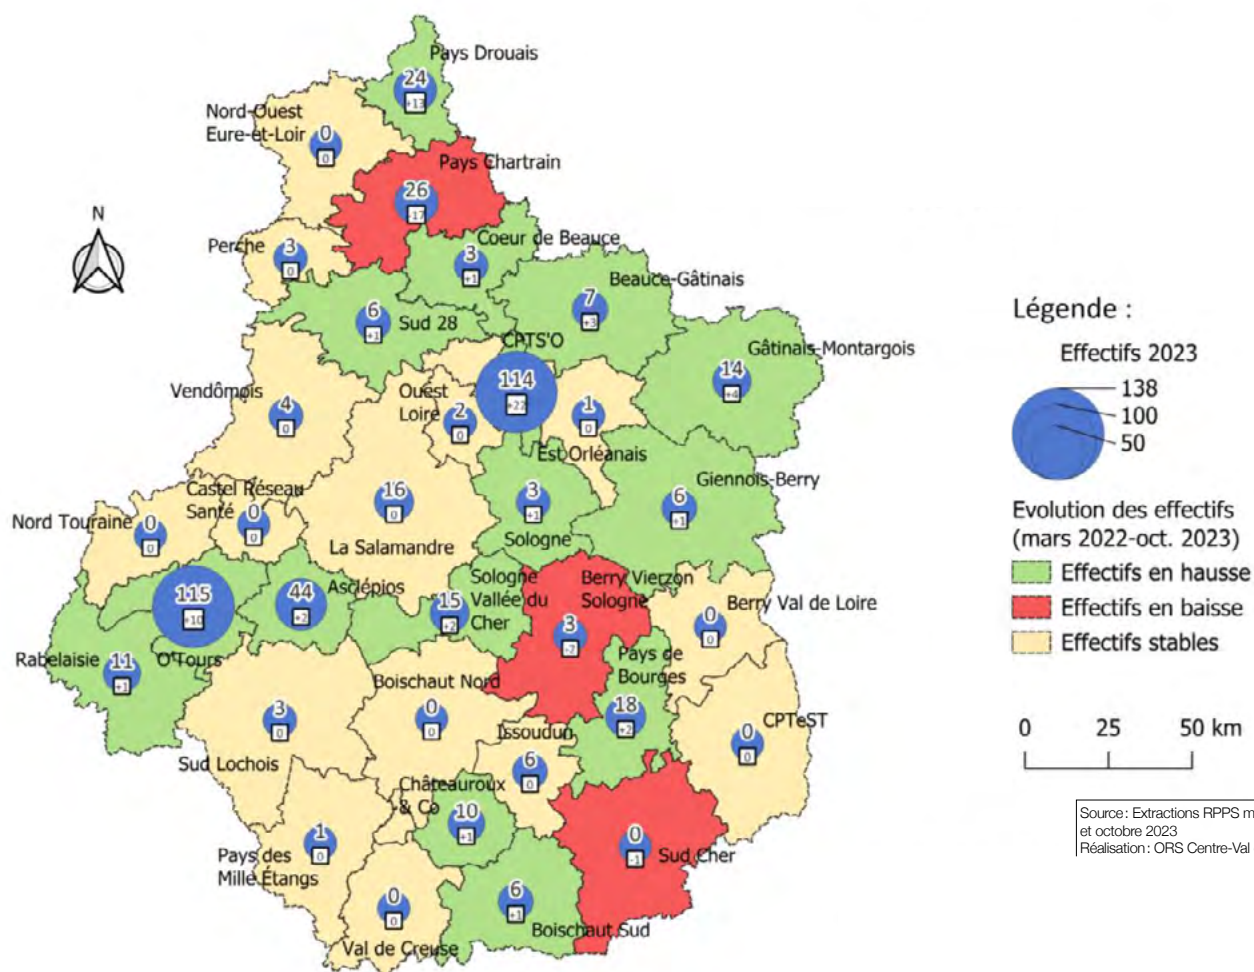 Pays Drouais
24
+13
Nord-Ouest
Eure-et-Loir
0
0
Pays Chartrain
26
-17
N
Perche
3
0
Coeur de Beauce
3
+1
Beauce-Gâtinais
7
+3
6
+1
Sud 28
CPTS'O
114
+22
Gâtinais-Montargois
14
+4
Vendômois
4
0
Ouest
Loire
2
0
1
0
Est Orléanais
Giennois-Berry
6
+1
Castel Réseau
Santé
0
0
Nord Touraine
0
0
16
0
La Salamandre
3
+1
Sologne
115
+10
O'Tours
44
+2
Asclépios
Sologne
Vallée du
Cher
15
+2
Berry Vierzon
Sologne
3
Berry Val de Loire
0
0
Rabelaisie
11
+1
Pays de
Bourges
18
+2
Boischaut Nord
0
0
3
0
Sud Lochois
Issoudun
6
0
CPTeST
0
0
Châteauroux
& Co
10
+1
0
-1
Sud Cher
Pays des
Mille Étangs
1
0
0
0
Val de Creuse
6
+1
Boischaut Sud
Légende :
Effectifs 2023
138
100
50
Evolution des effectifs
(mars 2022-oct. 2023)
Effectifs en hausse
Effectifs en baisse
Effectifs stables
0 25 50 km
Source : Extractions RPPS m
et octobre 2023
Réalisation : ORS Centre-Val